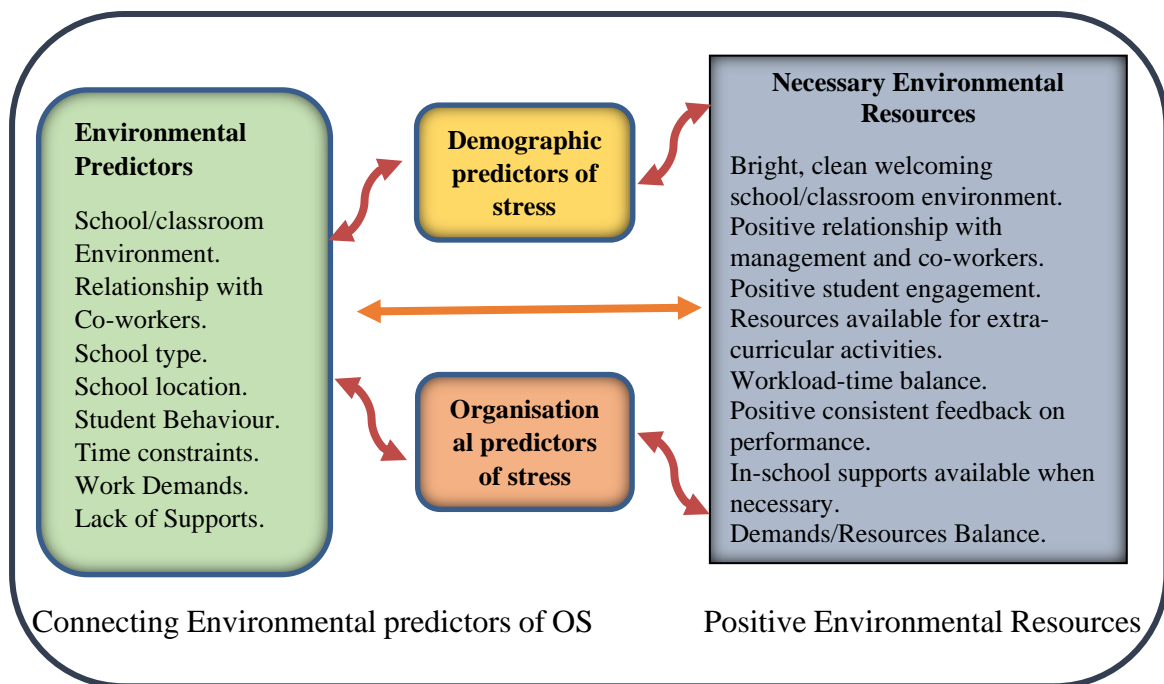 Environmental
Predictors
School/classroom
Environment.
Relationship with
Co-workers.
School type.
School location.
Student Behaviour.
Time constraints.
Work Demands.
Lack of Supports.
Demographic
predictors of
stress
Organisation
al predictors
of stress
Necessary Environmental
Resources
Bright, clean welcoming
school/classroom environment.
Positive relationship with
management and co-workers.
Positive student engagement.
Resources available for extra-
curricular activities.
Workload-time balance.
Positive consistent feedback on
performance.
In-school supports available when
necessary.
Demands/Resources Balance.
Connecting Environmental predictors of OS
Positive Environmental Resources